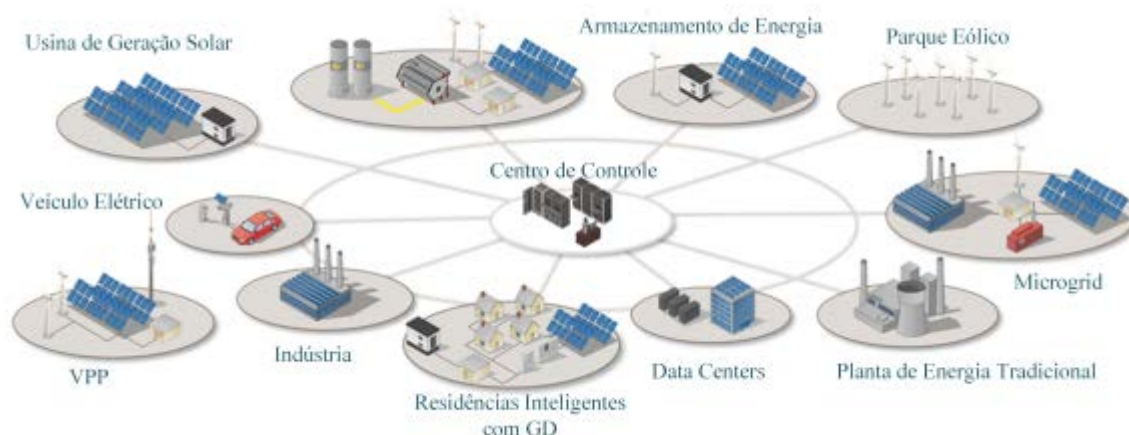 Usina de Geração Solar
Armazenamento de Energia
Parque Eólico
Centro de Controle
Veículo Elétrico
Microgrid
VPP
Indústria
Data Centers
Planta de Energia Tradicional
Residências Inteligentes
com GD